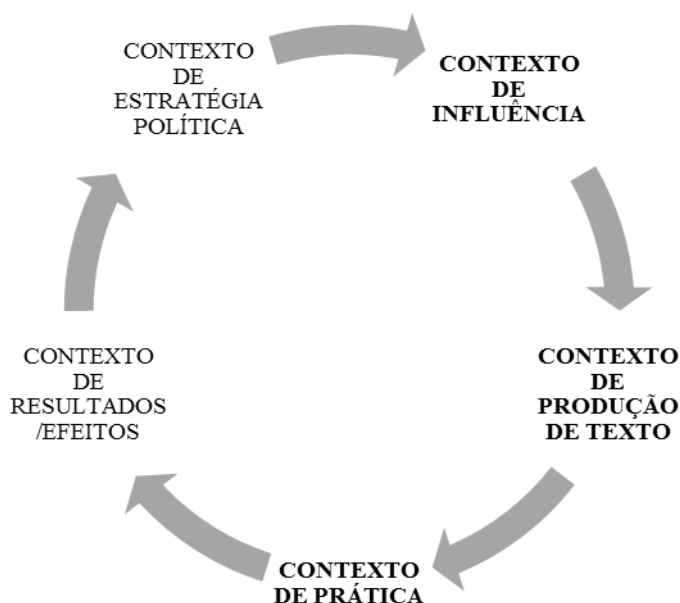 CONTEXTO
DE
ESTRATÉGIA
POLÍTICA
CONTEXTO
DE
INFLUÊNCIA
CONTEXTO
DE
PRODUÇÃO
DE TEXTO
CONTEXTO
DE PRÁTICA
CONTEXTO
DE
RESULTADOS
/EFEITOS